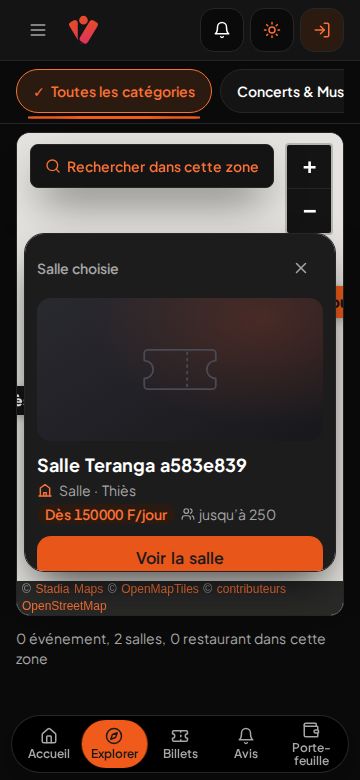 ✓ Toutes les catégories
Concerts & Mus
Rechercher dans cette zone
+
−
Salle choisie
Salle Teranga a583e839
Salle · Thiès
Dès 150000 F/jour
jusqu'à 250
Voir la salle
© Stadia Maps © OpenMapTiles © contributeurs
OpenStreetMap
0 événement, 2 salles, 0 restaurant dans cette
zone
Accueil
Explorer
Billets
Avis
Porte-
feuille